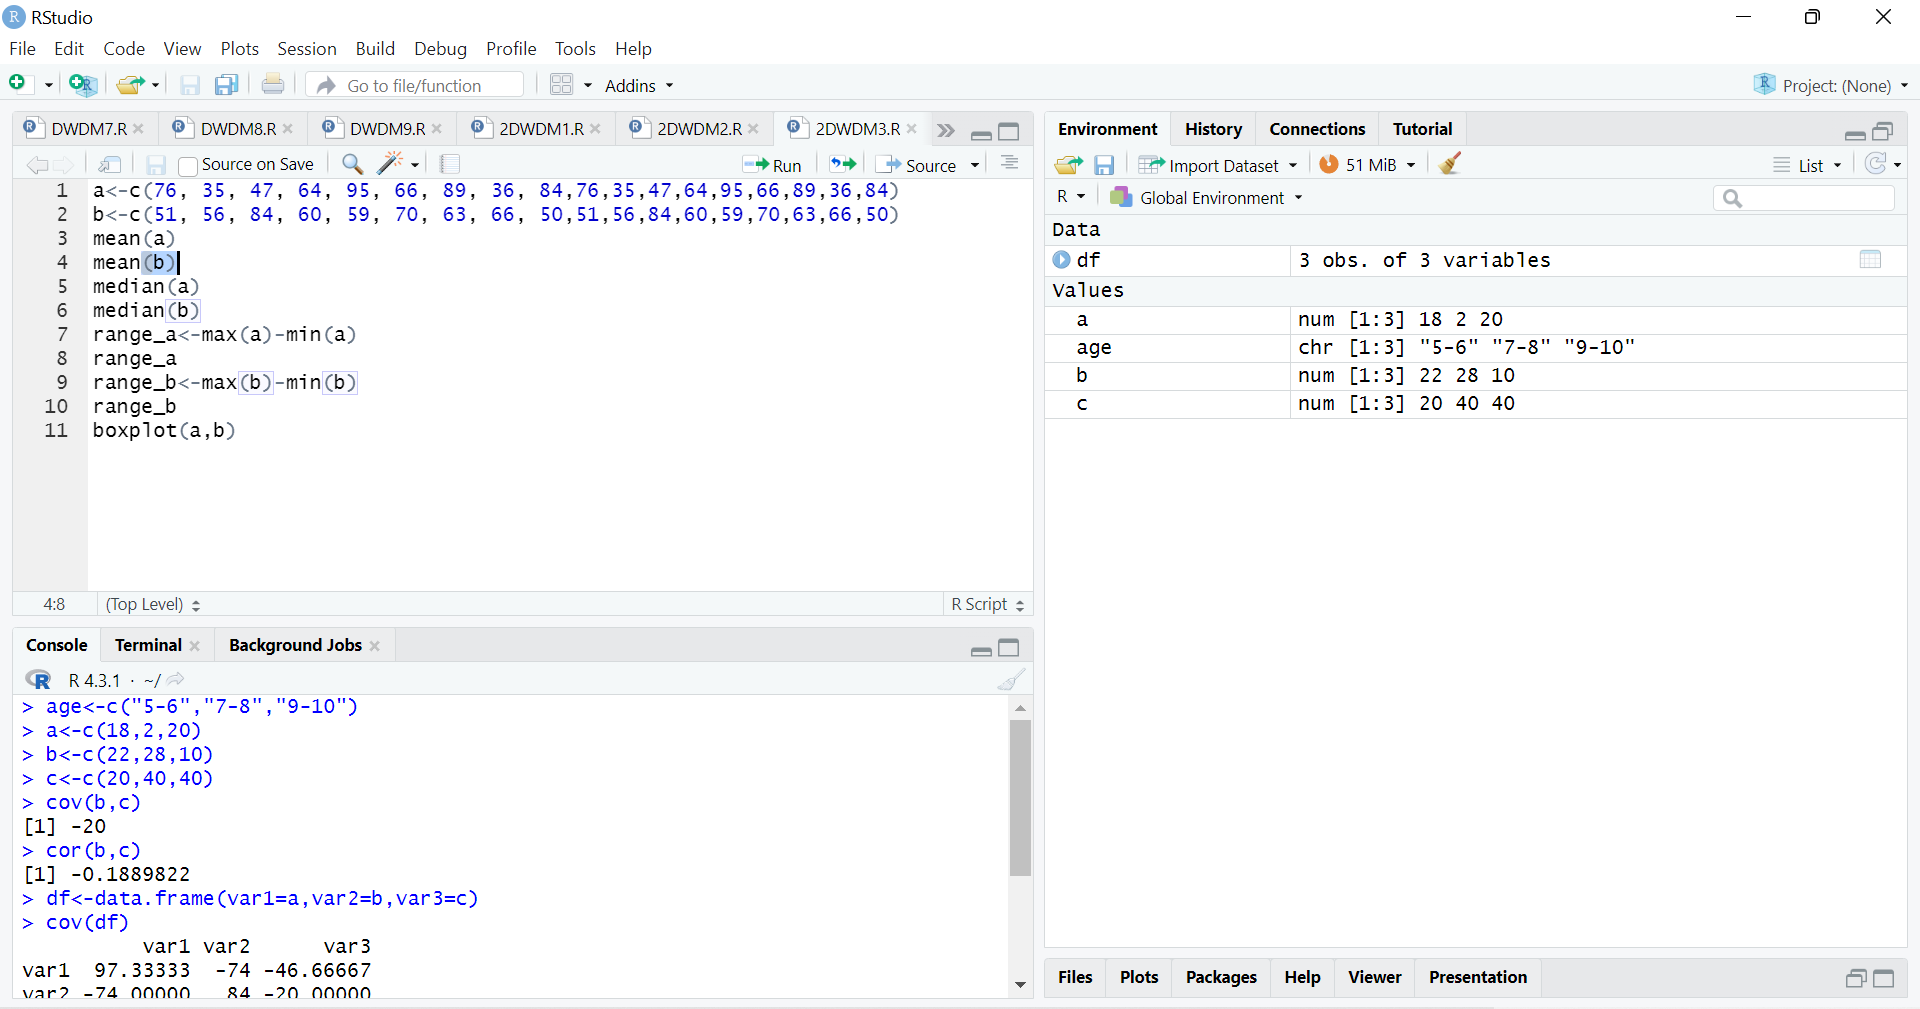 RStudio
File Edit Code View Plots Session Build Debug Profile Tools Help
Go to file/function Addins Project: (None)
DWDM7.R DWDM8.R DWDM9.R 2DWDM1.R 2DWDM2.R 2DWDM3.R
Source on Save Run Source
1 a<-c(76, 35, 47, 64, 95, 66, 89, 36, 84,76,35,47,64,95,66,89,36,84)
2 b<-c(51, 56, 84, 60, 59, 70, 63, 66, 50,51,56,84,60,59,70,63,66,50)
3 mean(a)
4 mean(b)
5 median(a)
6 median(b)
7 range_a<-max(a)-min(a)
8 range_a
9 range_b<-max(b)-min(b)
10 range_b
11 boxplot(a,b)
4:8 (Top Level) R Script
Console Terminal Background Jobs
R 4.3.1 · ~/
> age<-c("5-6","7-8","9-10")
> a<-c(18,2,20)
> b<-c(22,28,10)
> c<-c(20,40,40)
> cov(b,c)
[1] -20
> cor(b,c)
[1] -0.1889822
> df<-data.frame(var1=a,var2=b,var3=c)
> cov(df)
var1 var2 var3
var1 97.33333 -74 -46.66667
var2 -74.00000 84 -20.00000
Environment History Connections Tutorial
Import Dataset 51 MiB List
R Global Environment
Data
df 3 obs. of 3 variables
Values
a num [1:3] 18 2 20
age chr [1:3] "5-6" "7-8" "9-10"
b num [1:3] 22 28 10
c num [1:3] 20 40 40
Files Plots Packages Help Viewer Presentation